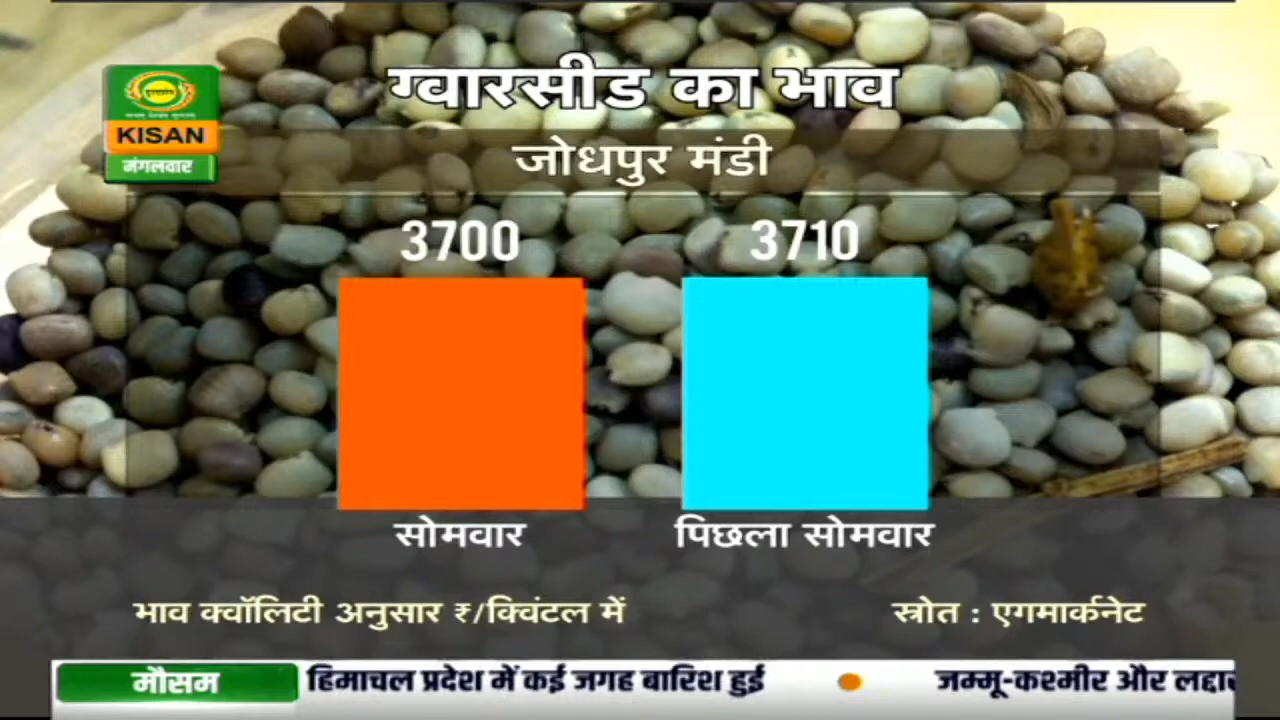 ग्वारसीड का भाव
KISAN
मंगलवार
जोधपुर मंडी
3700 3710
सोमवार पिछला सोमवार
भाव क्वॉलिटी अनुसार ₹/क्विंटल में स्रोत : एगमार्कनेट
मौसम हिमाचल प्रदेश में कई जगह बारिश हुई जम्मू-कश्मीर और